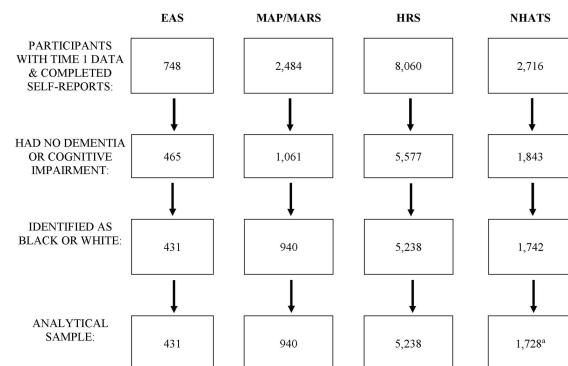 EAS MAP/MARS HRS NHATS
PARTICIPANTS
WITH TIME 1 DATA
& COMPLETED
SELF-REPORTS:
748 2,484 8,060 2,716
HAD NO DEMENTIA
OR COGNITIVE
IMPAIRMENT:
465 1,061 5,577 1,843
IDENTIFIED AS
BLACK OR WHITE:
431 940 5,238 1,742
ANALYTICAL
SAMPLE:
431 940 5,238 1,728ᵃ